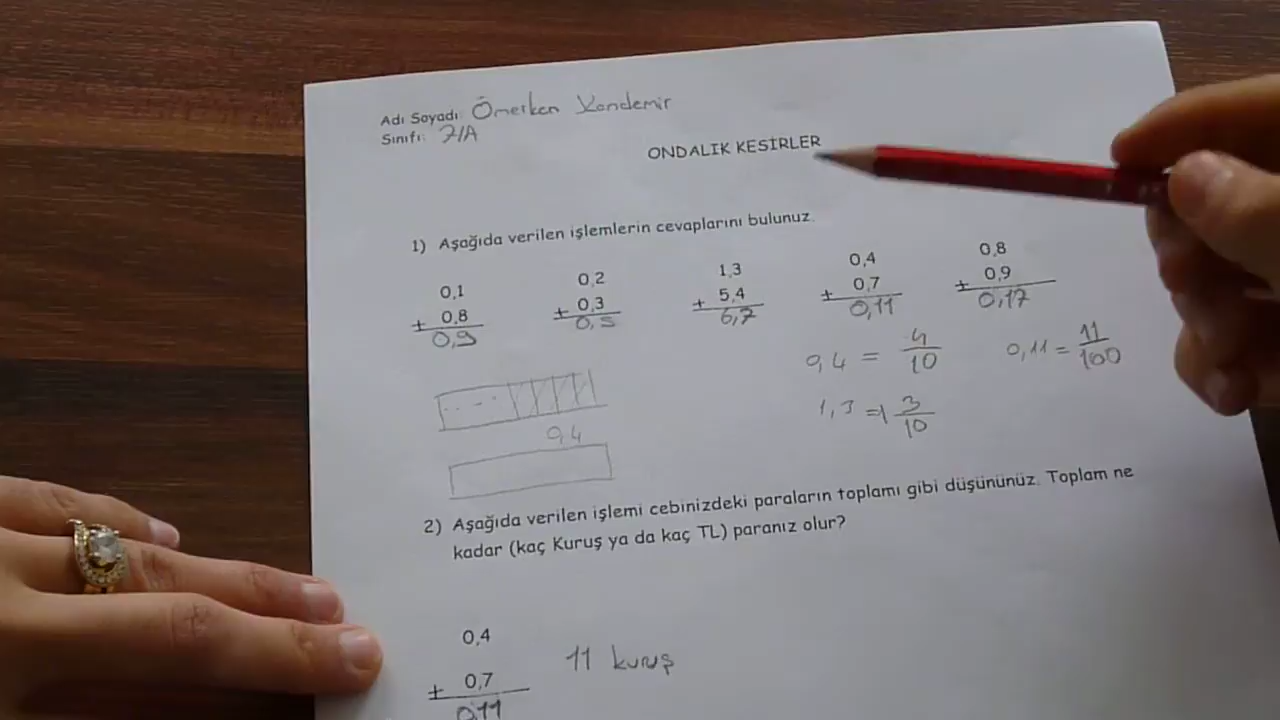 Adı Soyadı: Ömerken Kandemir
Sınıfı: 7/A
ONDALIK KESİRLER
1) Aşağıda verilen işlemlerin cevaplarını bulunuz.
0,1 0,2 1,3 0,4 0,8
+ 0,8 + 0,3 + 5,4 + 0,7 + 0,9
0,9 0,5 6,7 0,11 0,17
0,4 = 4/10 0,11 = 11/100
1,3 = 1 3/10
0,4
2) Aşağıda verilen işlemi cebinizdeki paraların toplamı gibi düşününüz. Toplam ne
kadar (kaç Kuruş ya da kaç TL) paranız olur?
0,4
+ 0,7 11 kuruş
0,11